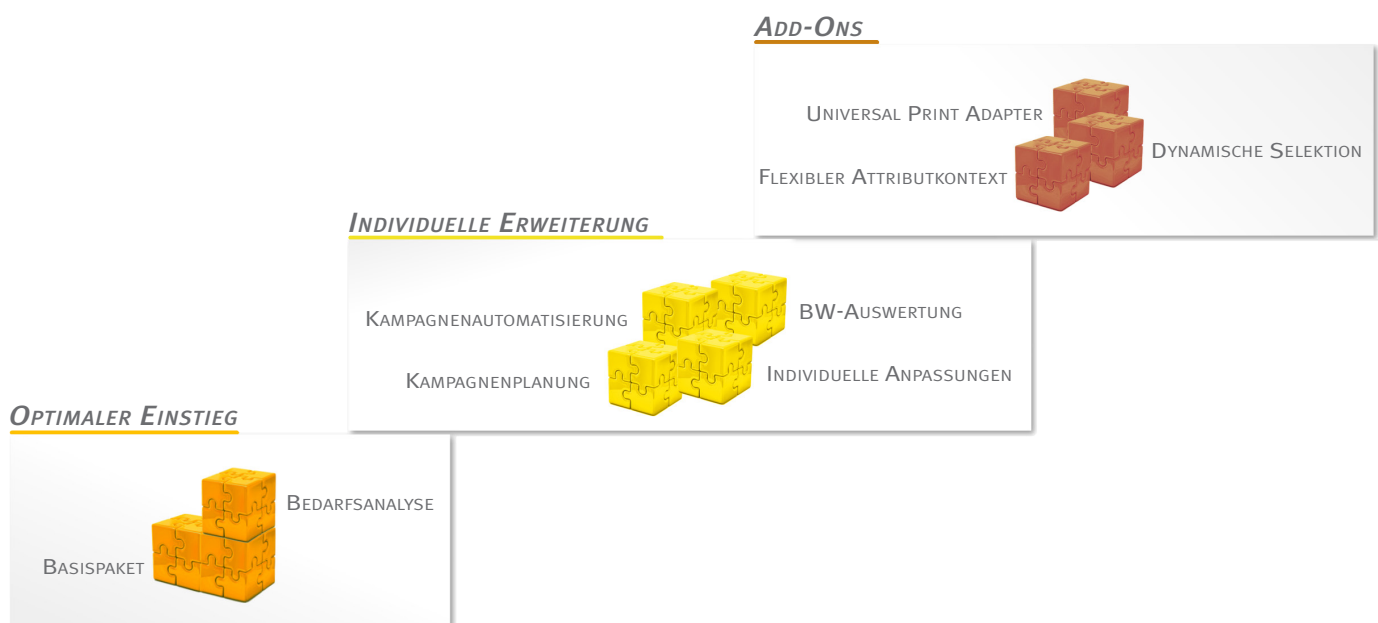 Add-Ons
Universal Print Adapter
Dynamische Selektion
Flexibler Attributkontext
Individuelle Erweiterung
Kampagnenautomatisierung
BW-Auswertung
Kampagnenplanung
Individuelle Anpassungen
Optimaler Einstieg
Bedarfsanalyse
Basispaket